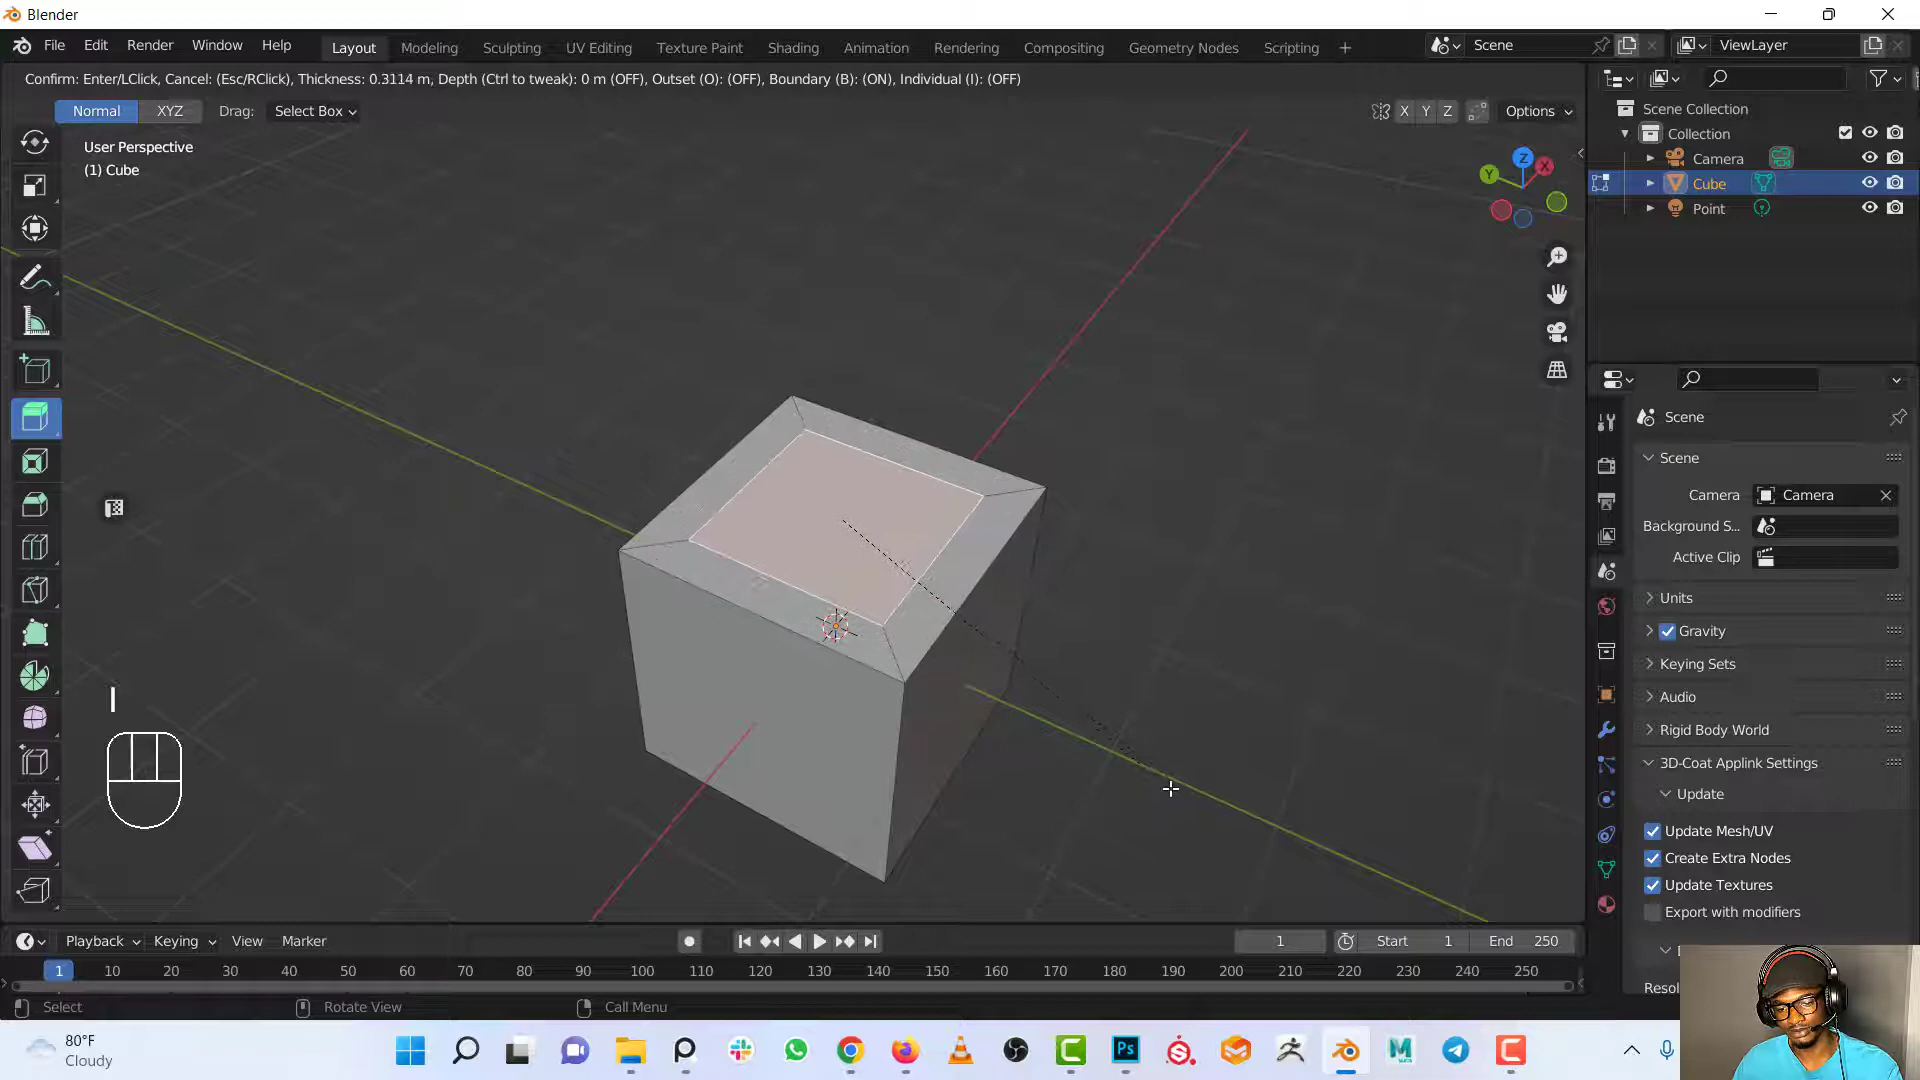 Blender
File Edit Render Window Help
Layout Modeling Sculpting UV Editing Texture Paint Shading Animation Rendering Compositing Geometry Nodes Scripting +
Scene
ViewLayer
Confirm: Enter/LClick, Cancel: (Esc/RClick), Thickness: 0.3114 m, Depth (Ctrl to tweak): 0 m (OFF), Outset (O): (OFF), Boundary (B): (ON), Individual (I): (OFF)
Normal XYZ Drag: Select Box
X Y Z Options
User Perspective
(1) Cube
Z
X
Y
Scene Collection
Collection
Camera
Cube
Point
Scene
Scene
Camera Camera
Background S...
Active Clip
Units
Gravity
Keying Sets
Audio
Rigid Body World
3D-Coat Applink Settings
Update
Update Mesh/UV
Create Extra Nodes
Update Textures
Export with modifiers
Resol
I
Playback Keying View Marker
1 Start 1 End 250
1 10 20 30 40 50 60 70 80 90 100 110 120 130 140 150 160 170 180 190 200 210 220 230 240 250
Select Rotate View Call Menu
80°F
Cloudy
Ps